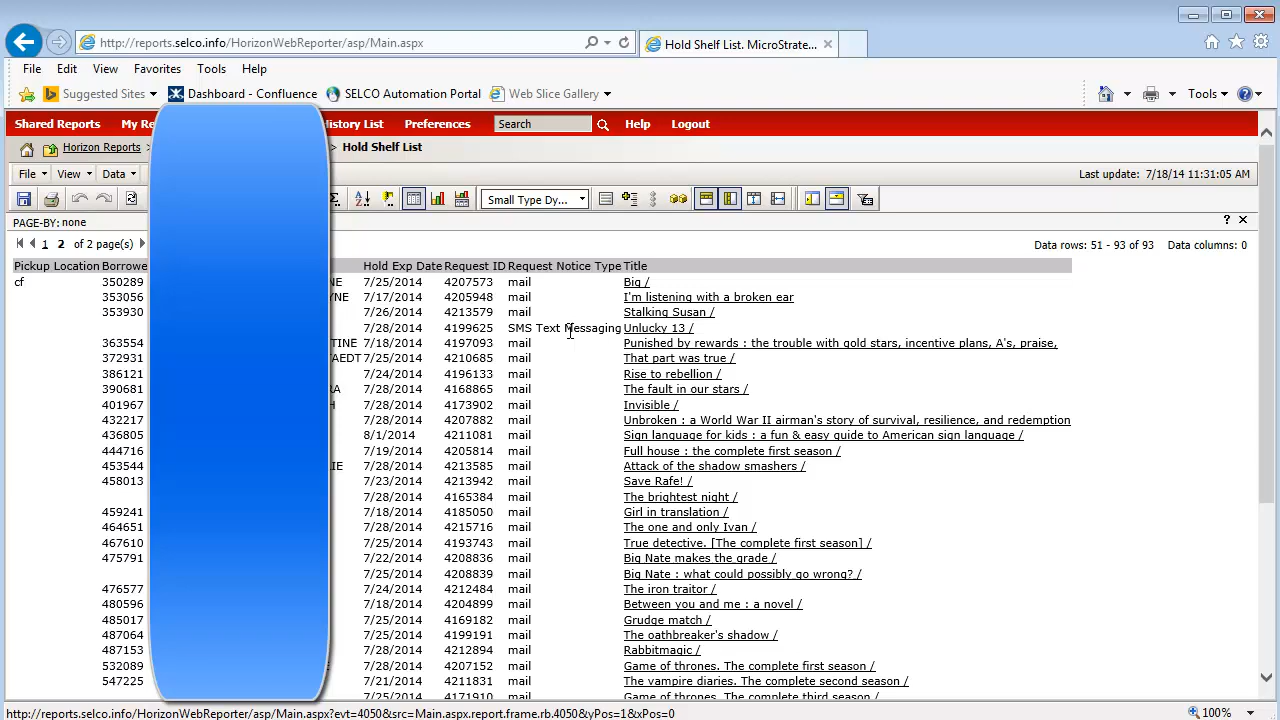 http://reports.selco.info/HorizonWebReporter/asp/Main.aspx
Hold Shelf List. MicroStrate...
File Edit View Favorites Tools Help
Suggested Sites Dashboard - Confluence SELCO Automation Portal Web Slice Gallery Tools
Shared Reports My Re History List Preferences Search Help Logout
Horizon Reports > > Hold Shelf List
File View Data Last update: 7/18/14 11:31:05 AM
Small Type Dy...
PAGE-BY: none
1 2 of 2 page(s) Data rows: 51 - 93 of 93 Data columns: 0
Pickup Location Borrowe Hold Exp Date Request ID Request Notice Type Title
cf 350289 NE 7/25/2014 4207573 mail Big /
353056 YNE 7/18/2014 4205948 mail I'm listening with a broken ear
353930 7/26/2014 4213579 mail Stalking Susan /
7/28/2014 4199625 SMS Text Messaging Unlucky 13 /
363554 TINE 7/18/2014 4197093 mail Punished by rewards : the trouble with gold stars, incentive plans, A's, praise,
372931 AEDT 7/25/2014 4210685 mail That part was true /
386121 7/24/2014 4196133 mail Rise to rebellion /
390681 RA 7/28/2014 4168865 mail The fault in our stars /
401967 H 7/28/2014 4173902 mail Invisible /
432217 7/28/2014 4207882 mail Unbroken : a World War II airman's story of survival, resilience, and redemption
436805 8/1/2014 4211081 mail Sign language for kids : a fun & easy guide to American sign language /
444716 7/19/2014 4205814 mail Full house : the complete first season /
453544 IE 7/28/2014 4213585 mail Attack of the shadow smashers /
458013 7/23/2014 4213942 mail Save Rafe! /
7/28/2014 4165384 mail The brightest night /
459241 7/18/2014 4185050 mail Girl in translation /
464651 7/28/2014 4215716 mail The one and only Ivan /
467610 7/25/2014 4193743 mail True detective. [The complete first season] /
475791 7/22/2014 4208836 mail Big Nate makes the grade /
7/25/2014 4208839 mail Big Nate : what could possibly go wrong? /
476577 7/24/2014 4212484 mail The iron traitor /
480596 7/18/2014 4204899 mail Between you and me : a novel /
485017 7/25/2014 4169182 mail Grudge match /
487064 7/25/2014 4199191 mail The oathbreaker's shadow /
7/28/2014 4212894 mail Rabbitmagic /
532089 7/28/2014 4207152 mail Game of thrones. The complete first season /
547225 7/21/2014 4211831 mail The vampire diaries. The complete second season /
7/25/2014 4171910 mail Game of thrones. The complete third season /
http://reports.selco.info/HorizonWebReporter/asp/Main.aspx?evt=4050&src=Main.aspx.report.frame.rb.4050&yPos=1&xPos=0 100%